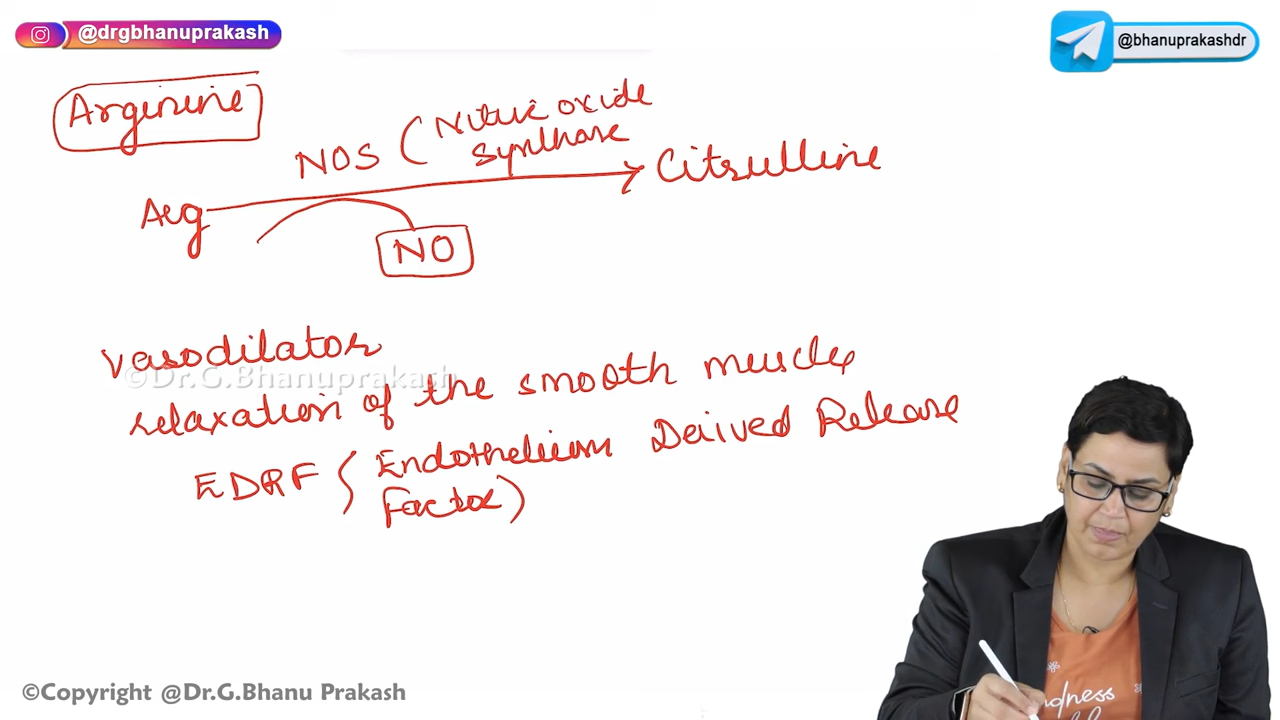 @drgbhanuprakash
@bhanuprakashdr
Arginine
NOS (Nitric oxide
synthase
Arg
Citrulline
NO
vasodilator
©Dr.G.Bhanuprakash
relaxation of the smooth muscle
EDRF (Endothelium Derived Release
Factor)
©Copyright @Dr.G.Bhanu Prakash